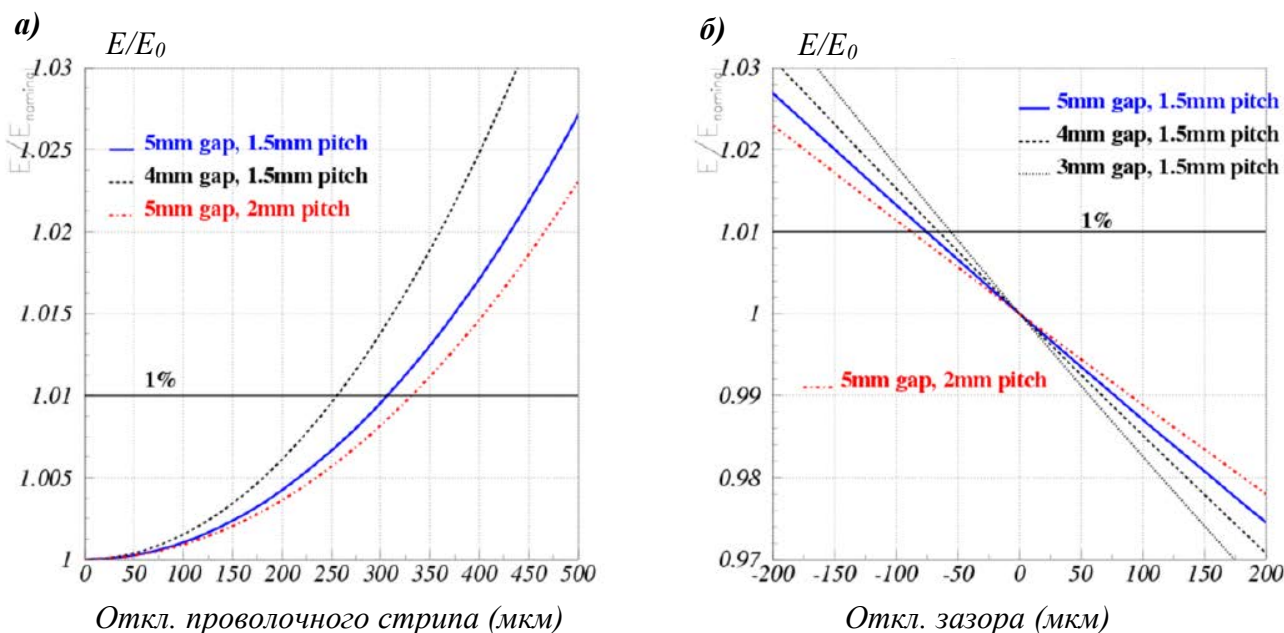 а)
E/E₀
E/E_nominal
1.03
1.025
1.02
1.015
1.01
1.005
1
5mm gap, 1.5mm pitch
4mm gap, 1.5mm pitch
5mm gap, 2mm pitch
1%
0 50 100 150 200 250 300 350 400 450 500
Откл. проволочного стрипа (мкм)
б)
E/E₀
E/E_nominal
1.03
1.02
1.01
1
0.99
0.98
0.97
5mm gap, 1.5mm pitch
4mm gap, 1.5mm pitch
3mm gap, 1.5mm pitch
1%
5mm gap, 2mm pitch
-200 -150 -100 -50 0 50 100 150 200
Откл. зазора (мкм)